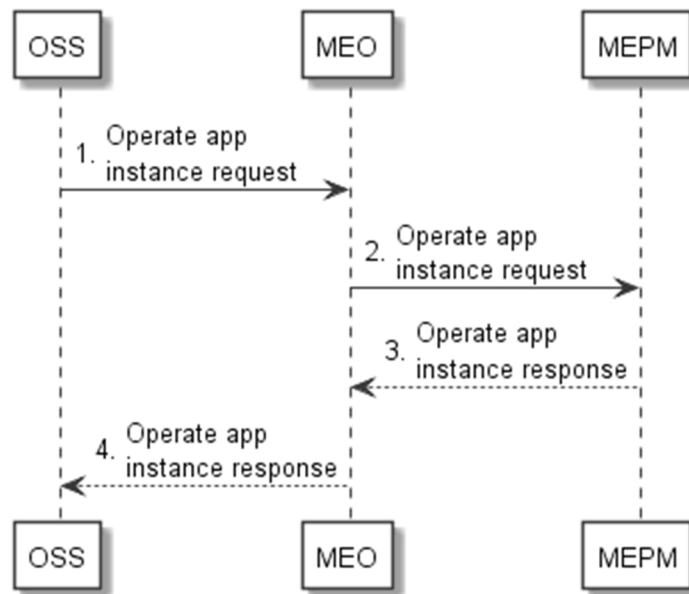 OSS
MEO
MEPM
1. Operate app
instance request
2. Operate app
instance request
3. Operate app
instance response
4. Operate app
instance response
OSS
MEO
MEPM